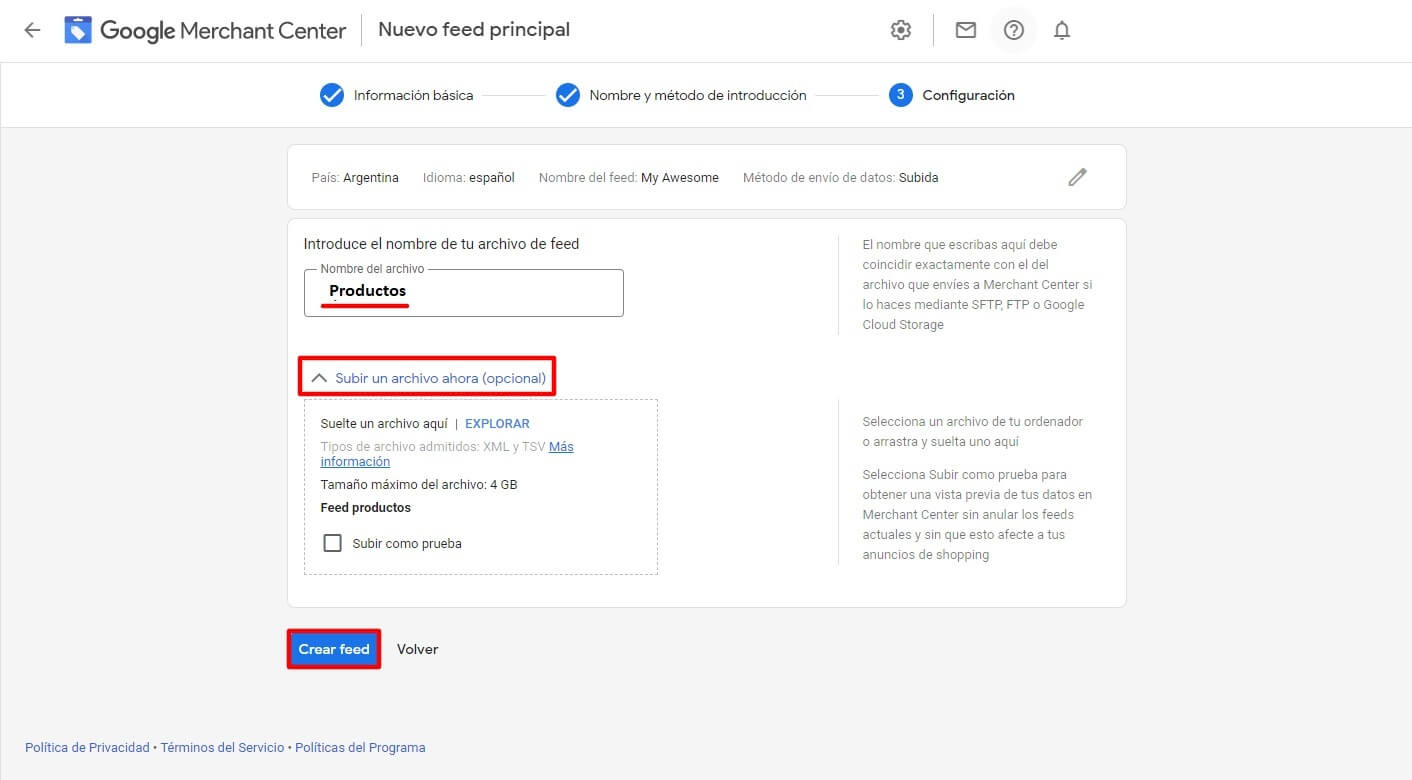 Google Merchant Center
Nuevo feed principal
Información básica
Nombre y método de introducción
3 Configuración
País: Argentina Idioma: español Nombre del feed: My Awesome Método de envío de datos: Subida
Introduce el nombre de tu archivo de feed
Nombre del archivo
Productos
El nombre que escribas aquí debe
coincidir exactamente con el del
archivo que envíes a Merchant Center si
lo haces mediante SFTP, FTP o Google
Cloud Storage
Subir un archivo ahora (opcional)
Suelte un archivo aquí | EXPLORAR
Tipos de archivo admitidos: XML y TSV Más
información
Tamaño máximo del archivo: 4 GB
Feed productos
Subir como prueba
Selecciona un archivo de tu ordenador
o arrastra y suelta uno aquí
Selecciona Subir como prueba para
obtener una vista previa de tus datos en
Merchant Center sin anular los feeds
actuales y sin que esto afecte a tus
anuncios de shopping
Crear feed
Volver
Política de Privacidad • Términos del Servicio • Políticas del Programa